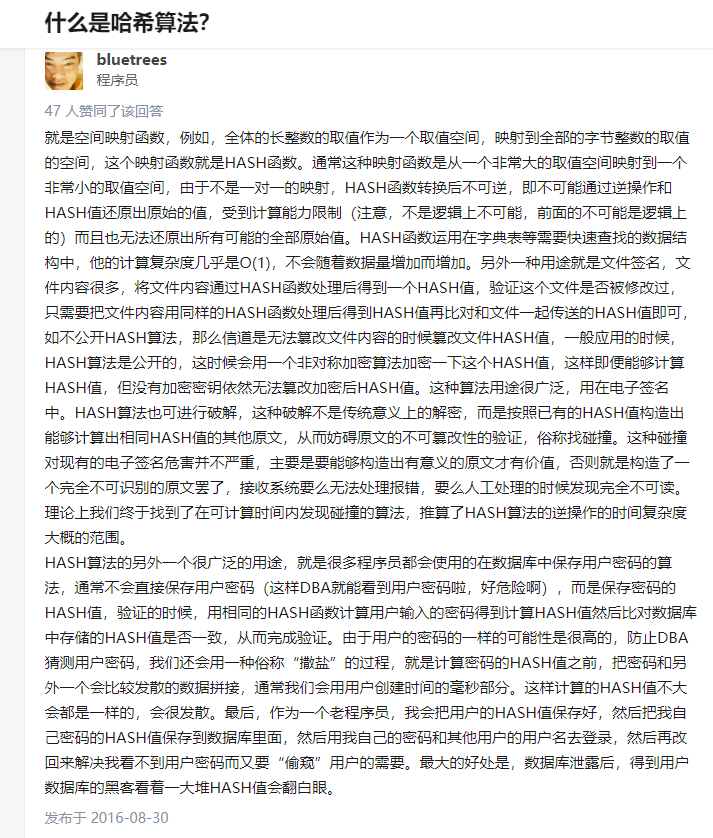 什么是哈希算法？
bluetrees
程序员
47 人赞同了该回答
就是空间映射函数，例如，全体的长整数的取值作为一个取值空间，映射到全部的字节整数的取值
的空间，这个映射函数就是HASH函数。通常这种映射函数是从一个非常大的取值空间映射到一个
非常小的取值空间，由于不是一对一的映射，HASH函数转换后不可逆，即不可能通过逆操作和
HASH值还原出原始的值，受到计算能力限制（注意，不是逻辑上不可能，前面的不可能是逻辑上
的）而且也无法还原出所有可能的全部原始值。HASH函数运用在字典表等需要快速查找的数据结
构中，他的计算复杂度几乎是O(1)，不会随着数据量增加而增加。另外一种用途就是文件签名，文
件内容很多，将文件内容通过HASH函数处理后得到一个HASH值，验证这个文件是否被修改过，
只需要把文件内容用同样的HASH函数处理后得到HASH值再比对和文件一起传送的HASH值即可，
如不公开HASH算法，那么信道是无法篡改文件内容的时候篡改文件HASH值，一般应用的时候，
HASH算法是公开的，这时候会用一个非对称加密算法加密一下这个HASH值，这样即便能够计算
HASH值，但没有加密密钥依然无法篡改加密后HASH值。这种算法用途很广泛，用在电子签名
中。HASH算法也可进行破解，这种破解不是传统意义上的解密，而是按照已有的HASH值构造出
能够计算出相同HASH值的其他原文，从而妨碍原文的不可篡改性的验证，俗称找碰撞。这种碰撞
对现有的电子签名危害并不严重，主要是要能够构造出有意义的原文才有价值，否则就是构造了一
个完全不可识别的原文罢了，接收系统要么无法处理报错，要么人工处理的时候发现完全不可读。
理论上我们终于找到了在可计算时间内发现碰撞的算法，推算了HASH算法的逆操作的时间复杂度
大概的范围。
HASH算法的另外一个很广泛的用途，就是很多程序员都会使用的在数据库中保存用户密码的算
法，通常不会直接保存用户密码（这样DBA就能看到用户密码啦，好危险啊），而是保存密码的
HASH值，验证的时候，用相同的HASH函数计算用户输入的密码得到计算HASH值然后比对数据库
中存储的HASH值是否一致，从而完成验证。由于用户的密码的一样的可能性是很高的，防止DBA
猜测用户密码，我们还会用一种俗称“撒盐”的过程，就是计算密码的HASH值之前，把密码和另
外一个会比较发散的数据拼接，通常我们会用用户创建时间的毫秒部分。这样计算的HASH值不大
会都是一样的，会很发散。最后，作为一个老程序员，我会把用户的HASH值保存好，然后把我自
己密码的HASH值保存到数据库里面，然后用我自己的密码和其他用户的用户名去登录，然后再改
回来解决我看不到用户密码而又要“偷窥”用户的需要。最大的好处是，数据库泄露后，得到用户
数据库的黑客看着一大堆HASH值会翻白眼。
发布于 2016-08-30